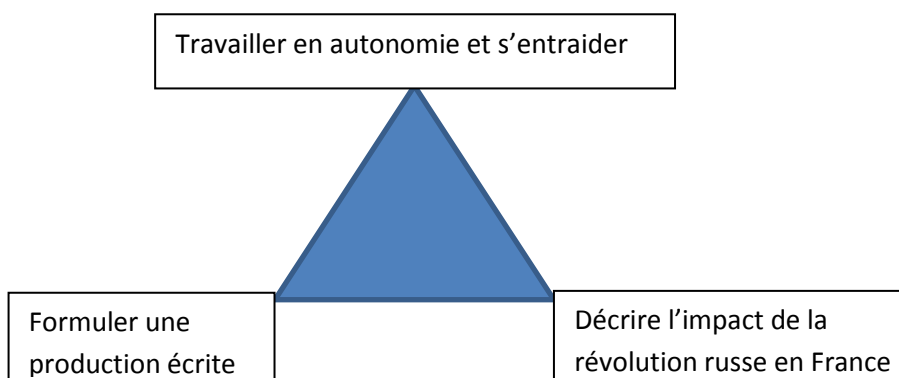 Travailler en autonomie et s’entraider
Formuler une
production écrite
Décrire l’impact de la
révolution russe en France